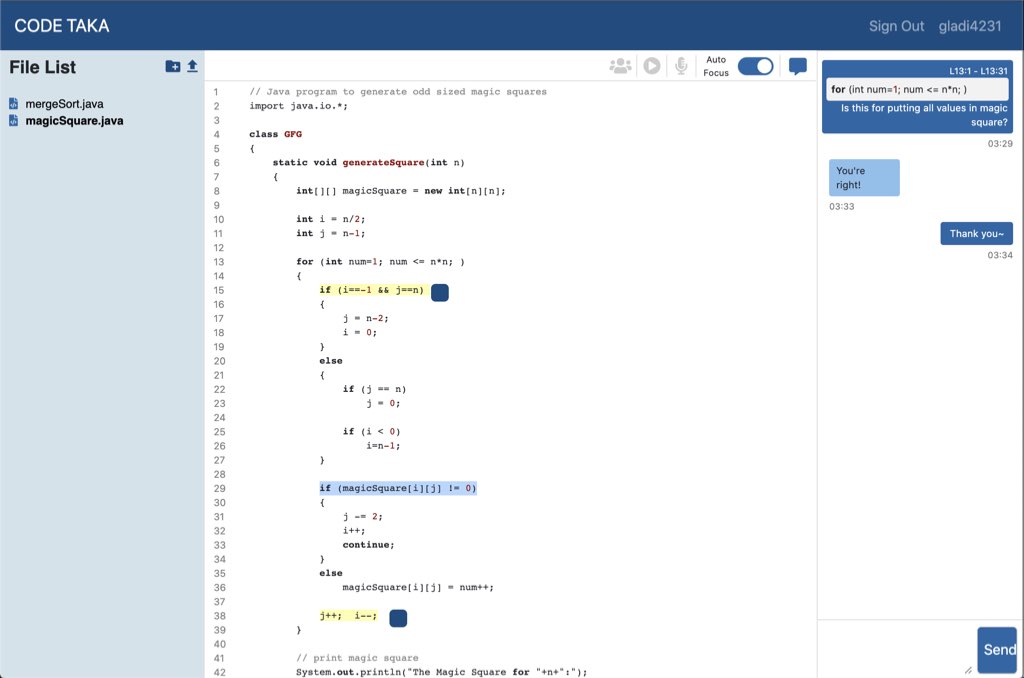 CODE TAKA
Sign Out gladi4231
File List
mergeSort.java
magicSquare.java
Auto
Focus
1 // Java program to generate odd sized magic squares
2 import java.io.*;
3
4 class GFG
5 {
6 static void generateSquare(int n)
7 {
8 int[][] magicSquare = new int[n][n];
9
10 int i = n/2;
11 int j = n-1;
12
13 for (int num=1; num <= n*n; )
14 {
15 if (i==-1 && j==n)
16 {
17 j = n-2;
18 i = 0;
19 }
20 else
21 {
22 if (j == n)
23 j = 0;
24
25 if (i < 0)
26 i=n-1;
27 }
28
29 if (magicSquare[i][j] != 0)
30 {
31 j -= 2;
32 i++;
33 continue;
34 }
35 else
36 magicSquare[i][j] = num++;
37
38 j++; i--;
39 }
40
41 // print magic square
42 System.out.println("The Magic Square for "+n+":");
L13:1 - L13:31
for (int num=1; num <= n*n; )
Is this for putting all values in magic
square?
03:29
You're
right!
03:33
Thank you~
03:34
Send